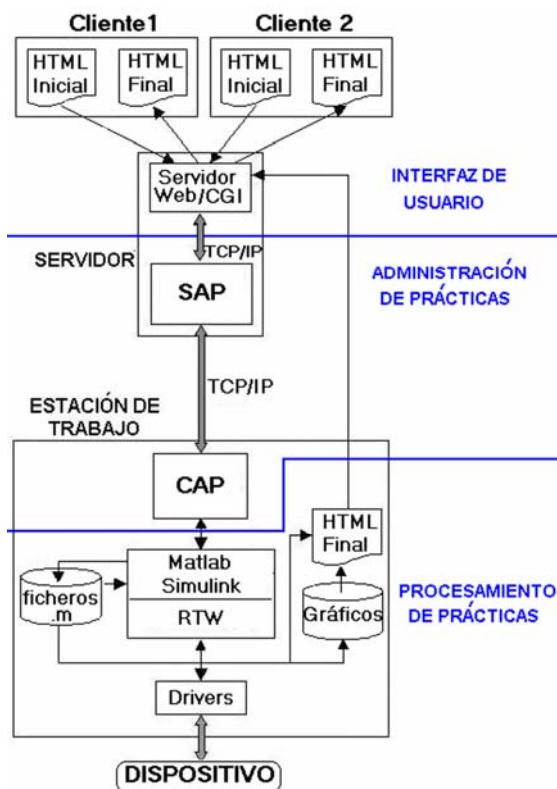 Cliente1
Cliente 2
HTML
Inicial
HTML
Final
HTML
Inicial
HTML
Final
Servidor
Web/CGI
INTERFAZ DE
USUARIO
TCP/IP
SERVIDOR
SAP
ADMINISTRACIÓN
DE PRÁCTICAS
TCP/IP
ESTACIÓN DE
TRABAJO
CAP
HTML
Final
Matlab
Simulink
RTW
ficheros
.m
Gráficos
PROCESAMIENTO
DE PRÁCTICAS
Drivers
DISPOSITIVO